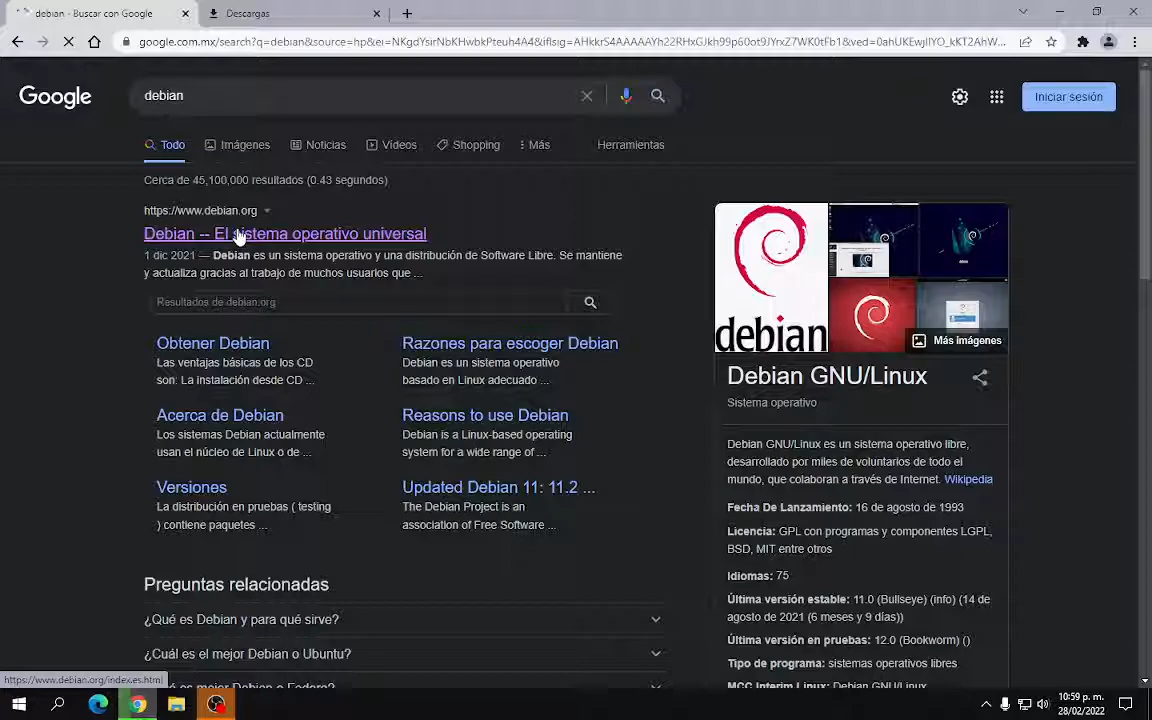 debian - Buscar con Google
Descargas
google.com.mx/search?q=debian&source=hp&ei=NKgdYsirNbKHwbkPteuh4A4&iflsig=AHkkrS4AAAAAYh22RHxGJkh99p60ot9JYrxZ7WK0tFb1&ved=0ahUKEwjIlYO_kKT2AhW...
Google
debian
Iniciar sesión
Todo
Imágenes
Noticias
Videos
Shopping
Más
Herramientas
Cerca de 45,100,000 resultados (0.43 segundos)
https://www.debian.org
Debian -- El sistema operativo universal
1 dic 2021 — Debian es un sistema operativo y una distribución de Software Libre. Se mantiene
y actualiza gracias al trabajo de muchos usuarios que ...
Resultados de debian.org
Obtener Debian
Las ventajas básicas de los CD
son: La instalación desde CD ...
Razones para escoger Debian
Debian es un sistema operativo
basado en Linux adecuado ...
Acerca de Debian
Los sistemas Debian actualmente
usan el núcleo de Linux o de ...
Reasons to use Debian
Debian is a Linux-based operating
system for a wide range of ...
Versiones
La distribución en pruebas ( testing
) contiene paquetes ...
Updated Debian 11: 11.2 ...
The Debian Project is an
association of Free Software ...
Preguntas relacionadas
¿Qué es Debian y para qué sirve?
¿Cuál es el mejor Debian o Ubuntu?
es mejor Debian o Fedora?
debian
Más imágenes
Debian GNU/Linux
Sistema operativo
Debian GNU/Linux es un sistema operativo libre,
desarrollado por miles de voluntarios de todo el
mundo, que colaboran a través de Internet. Wikipedia
Fecha De Lanzamiento: 16 de agosto de 1993
Licencia: GPL con programas y componentes LGPL,
BSD, MIT entre otros
Idiomas: 75
Última versión estable: 11.0 (Bullseye) (info) (14 de
agosto de 2021 (6 meses y 9 días))
Última versión en pruebas: 12.0 (Bookworm) ()
Tipo de programa: sistemas operativos libres
MCC Interim Linux: Debian GNU/Linux
https://www.debian.org/index.es.html
10:59 p. m.
28/02/2022